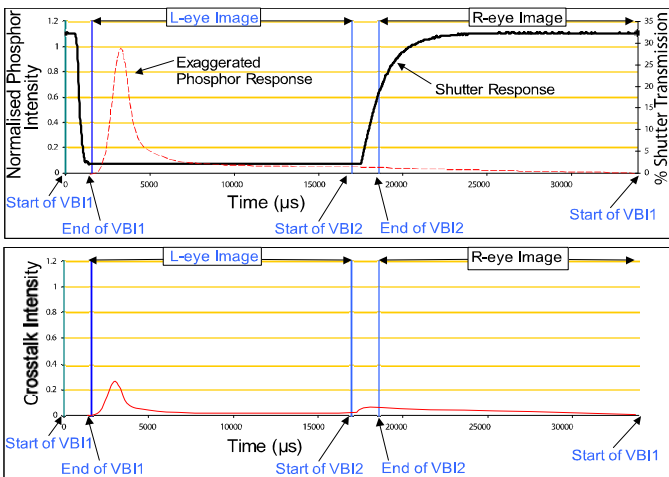 L-eye Image
R-eye Image
Normalised Phosphor
Intensity
1.2
1
0.8
0.6
0.4
0.2
0
Exaggerated
Phosphor Response
Shutter Response
35
30
25
20
15
10
5
0
% Shutter Transmission
0
5000
10000
15000
20000
25000
30000
Time (µs)
Start of VBI1
End of VBI1
Start of VBI2
End of VBI2
Start of VBI1
L-eye Image
R-eye Image
Crosstalk Intensity
1.2
1
0.8
0.6
0.4
0.2
0
0
5000
10000
15000
20000
25000
30000
Time (µs)
Start of VBI1
End of VBI1
Start of VBI2
End of VBI2
Start of VBI1